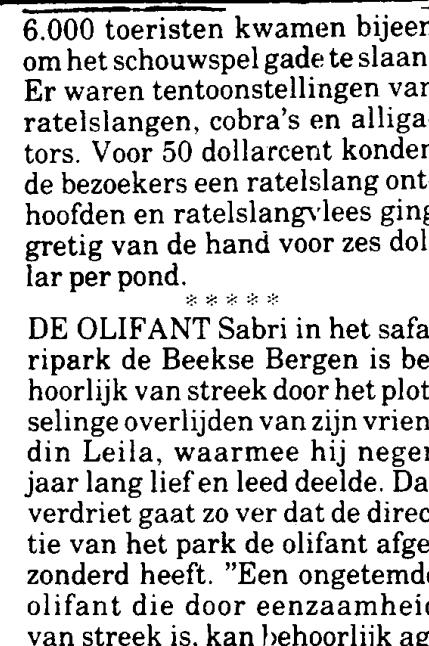 6.000 toeristen kwamen bijeen
om het schouwspel gade te slaan
Er waren tentoonstellingen van
ratelslangen, cobra's en alliga
tors. Voor 50 dollarcent konden
de bezoekers een ratelslang ont
hoofden en ratelslangvlees ging
gretig van de hand voor zes dol
lar per pond.
* * * * *
DE OLIFANT Sabri in het safa
ripark de Beekse Bergen is be
hoorlijk van streek door het plot
selinge overlijden van zijn vrien
din Leila, waarmee hij negen
jaar lang lief en leed deelde. Da
verdriet gaat zo ver dat de direc
tie van het park de olifant afge
zonderd heeft. "Een ongetemde
olifant die door eenzaamheid
van streek is, kan behoorlijk ag